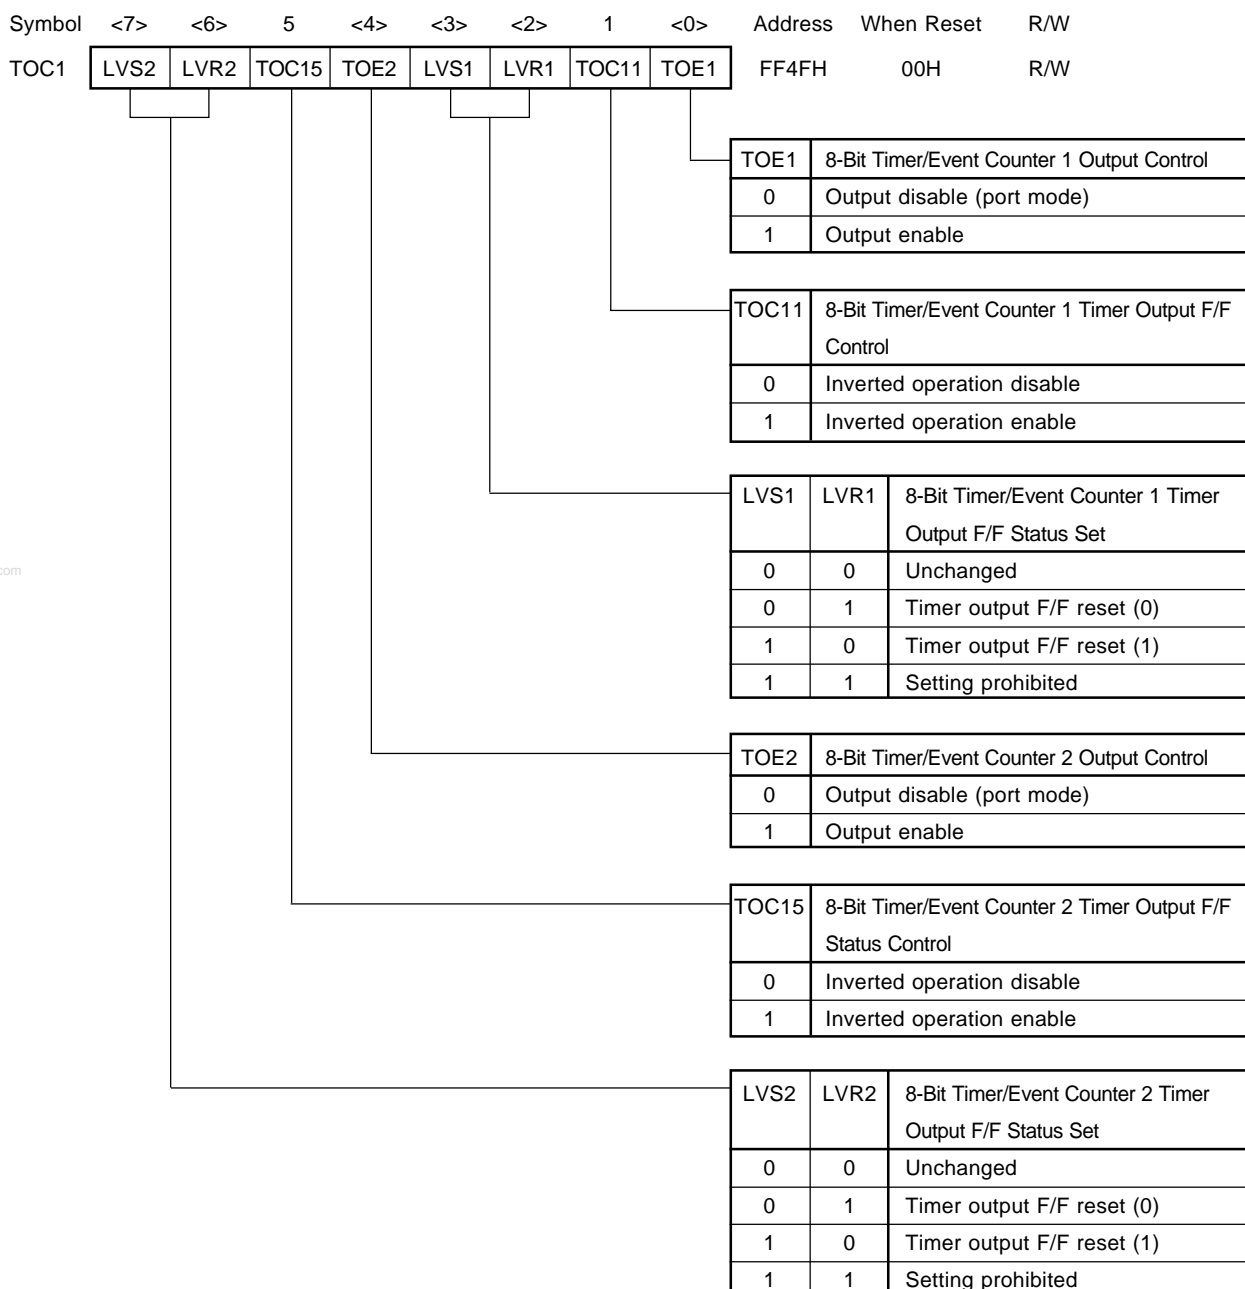 Symbol <7> <6> 5 <4> <3> <2> 1 <0> Address When Reset R/W
TOC1 LVS2 LVR2 TOC15 TOE2 LVS1 LVR1 TOC11 TOE1 FF4FH 00H R/W
TOE1 8-Bit Timer/Event Counter 1 Output Control
0 Output disable (port mode)
1 Output enable
TOC11 8-Bit Timer/Event Counter 1 Timer Output F/F
Control
0 Inverted operation disable
1 Inverted operation enable
LVS1 LVR1 8-Bit Timer/Event Counter 1 Timer
Output F/F Status Set
com
0 0 Unchanged
0 1 Timer output F/F reset (0)
1 0 Timer output F/F reset (1)
1 1 Setting prohibited
TOE2 8-Bit Timer/Event Counter 2 Output Control
0 Output disable (port mode)
1 Output enable
TOC15 8-Bit Timer/Event Counter 2 Timer Output F/F
Status Control
0 Inverted operation disable
1 Inverted operation enable
LVS2 LVR2 8-Bit Timer/Event Counter 2 Timer
Output F/F Status Set
0 0 Unchanged
0 1 Timer output F/F reset (0)
1 0 Timer output F/F reset (1)
1 1 Setting prohibited